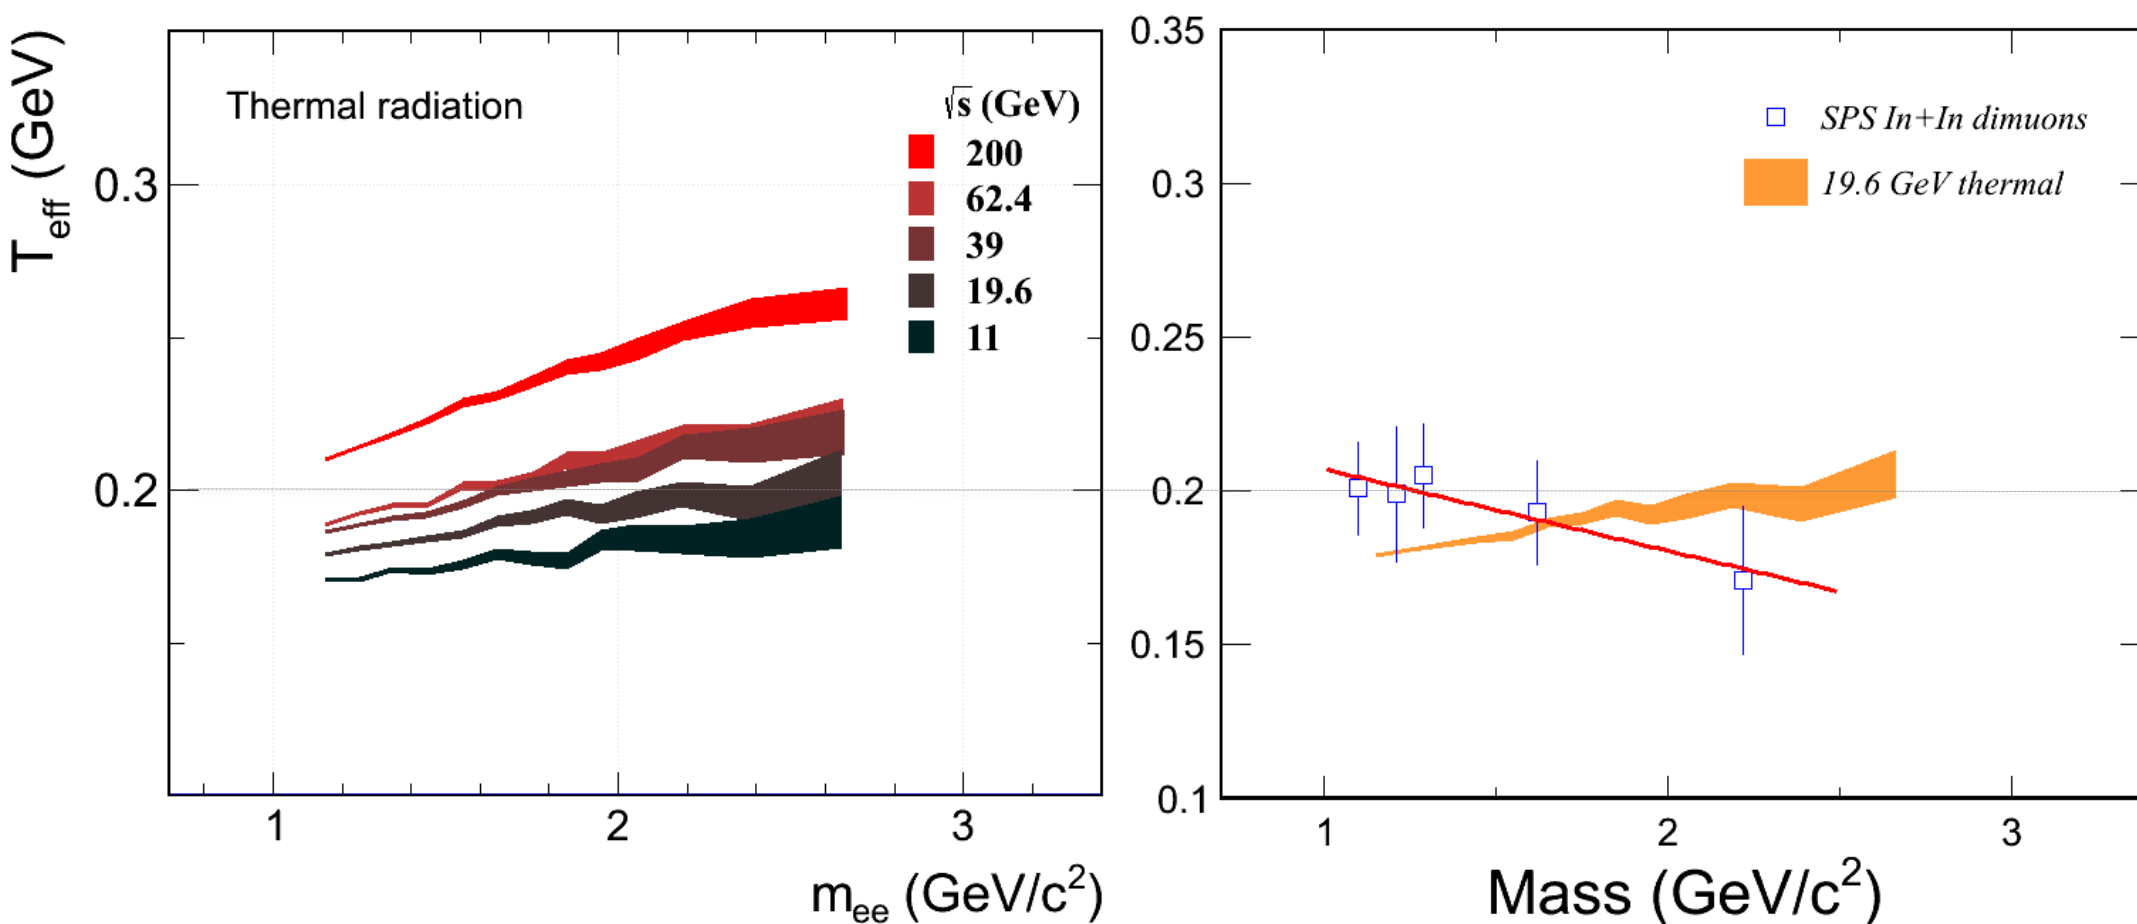 T_eff (GeV)
Thermal radiation
√s (GeV)
200
62.4
39
19.6
11
0.3
0.2
1 2 3
m_ee (GeV/c²)
SPS In+In dimuons
19.6 GeV thermal
0.35
0.3
0.25
0.2
0.15
0.1
1 2 3
Mass (GeV/c²)